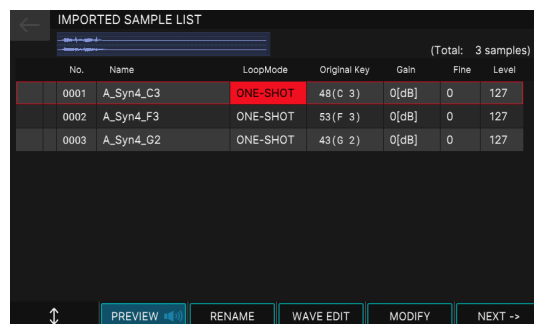 IMPORTED SAMPLE LIST
(Total: 3 samples)
No. Name LoopMode Original Key Gain Fine Level
0001 A_Syn4_C3 ONE-SHOT 48(C 3) 0[dB] 0 127
0002 A_Syn4_F3 ONE-SHOT 53(F 3) 0[dB] 0 127
0003 A_Syn4_G2 ONE-SHOT 43(G 2) 0[dB] 0 127
PREVIEW RENAME WAVE EDIT MODIFY NEXT ->